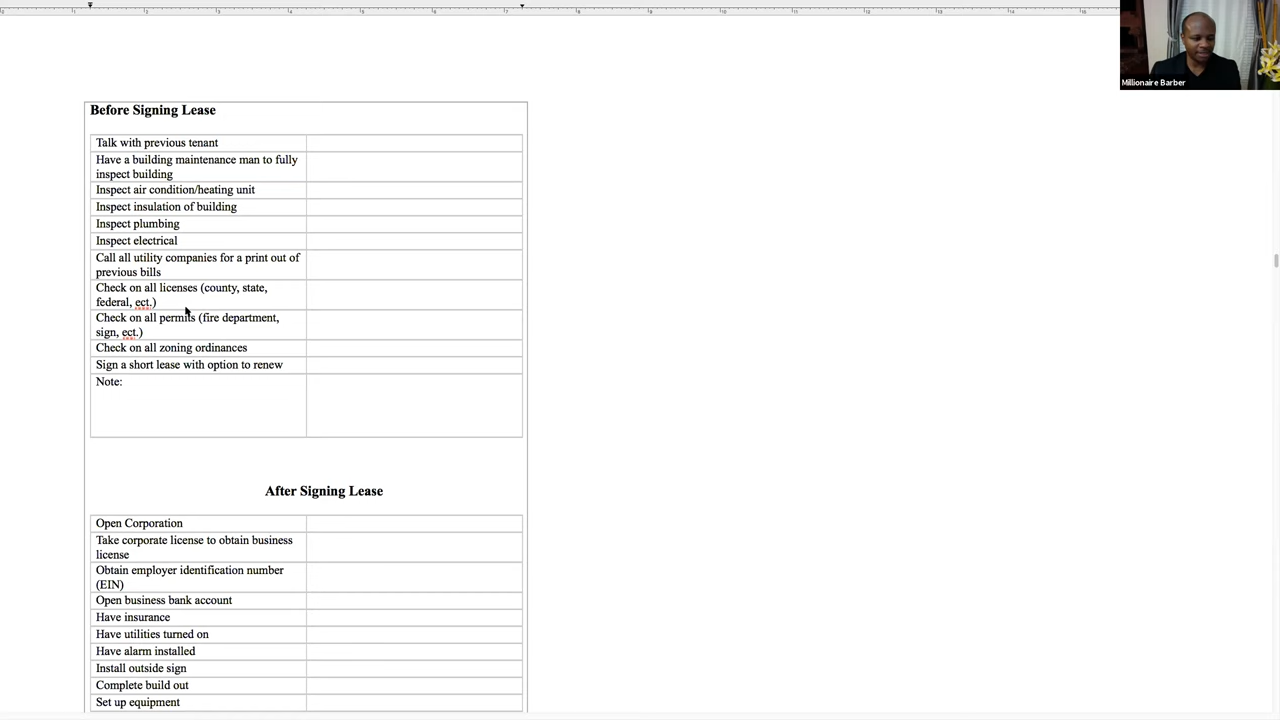 Millionaire Barber
Before Signing Lease
Talk with previous tenant
Have a building maintenance man to fully
inspect building
Inspect air condition/heating unit
Inspect insulation of building
Inspect plumbing
Inspect electrical
Call all utility companies for a print out of
previous bills
Check on all licenses (county, state,
federal, ect.)
Check on all permits (fire department,
sign, ect.)
Check on all zoning ordinances
Sign a short lease with option to renew
Note:
After Signing Lease
Open Corporation
Take corporate license to obtain business
license
Obtain employer identification number
(EIN)
Open business bank account
Have insurance
Have utilities turned on
Have alarm installed
Install outside sign
Complete build out
Set up equipment